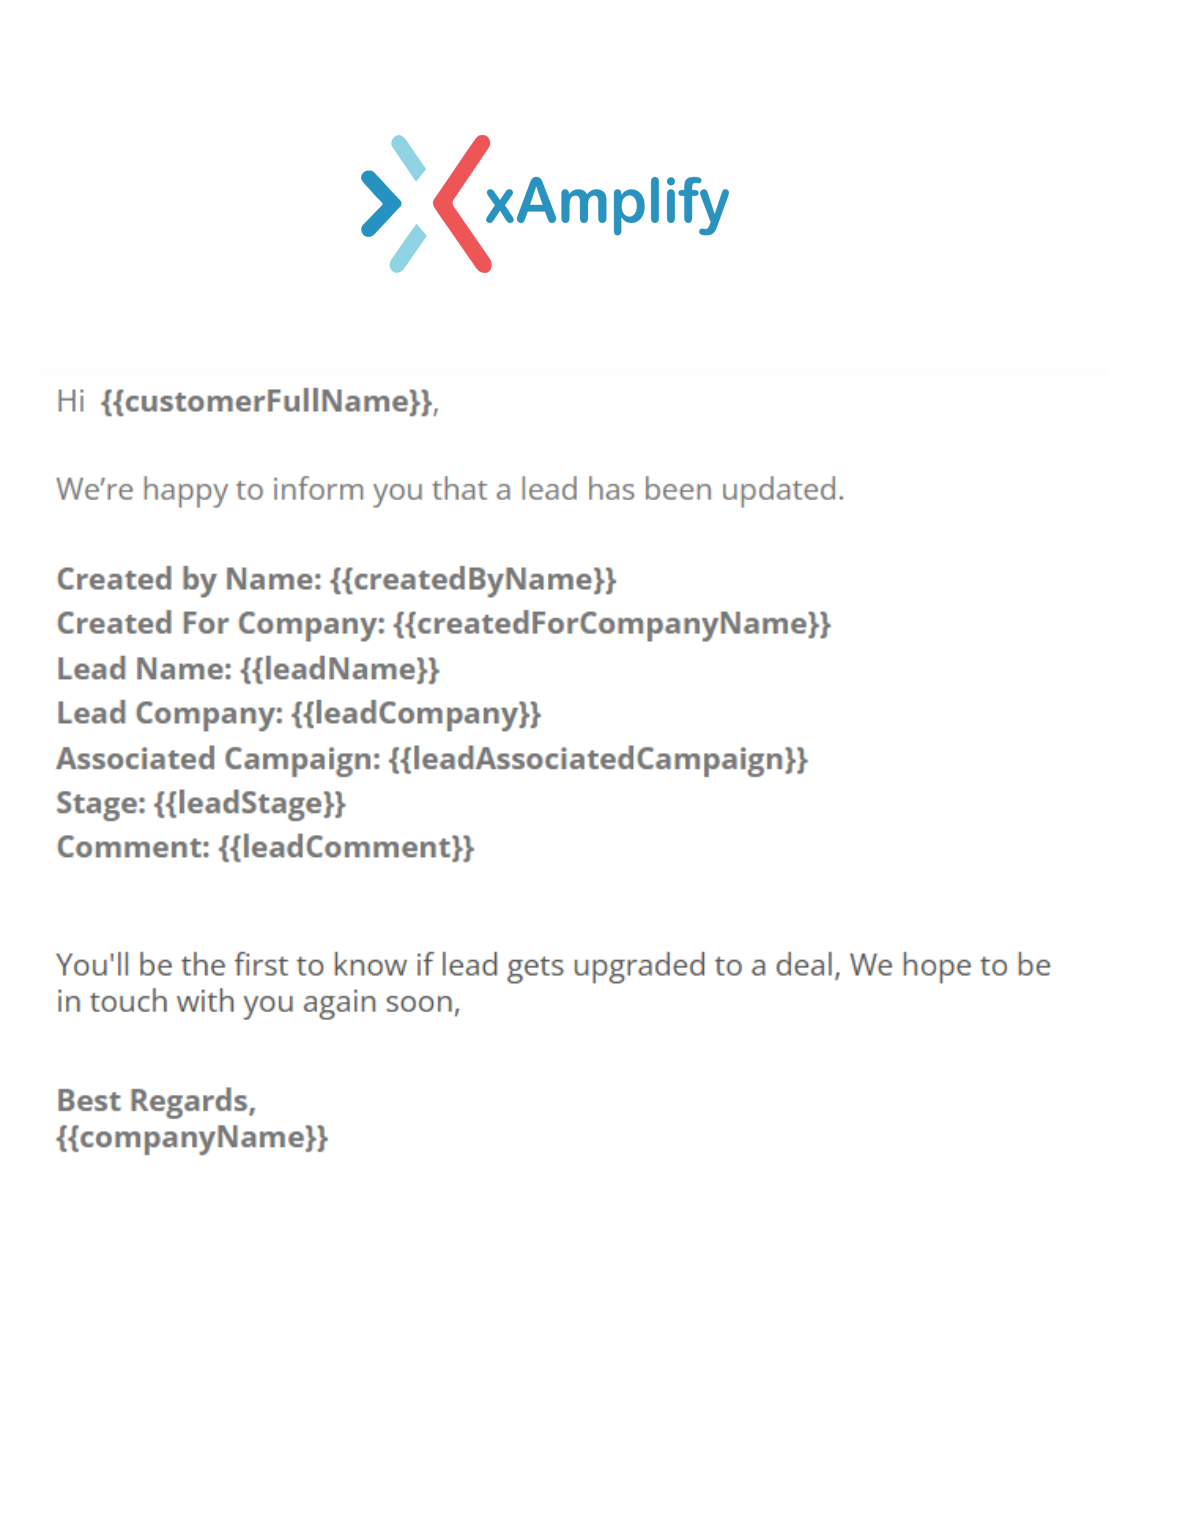 xAmplify
Hi {{customerFullName}},
We’re happy to inform you that a lead has been updated.
Created by Name: {{createdByName}}
Created For Company: {{createdForCompanyName}}
Lead Name: {{leadName}}
Lead Company: {{leadCompany}}
Associated Campaign: {{leadAssociatedCampaign}}
Stage: {{leadStage}}
Comment: {{leadComment}}
You'll be the first to know if lead gets upgraded to a deal, We hope to be
in touch with you again soon,
Best Regards,
{{companyName}}